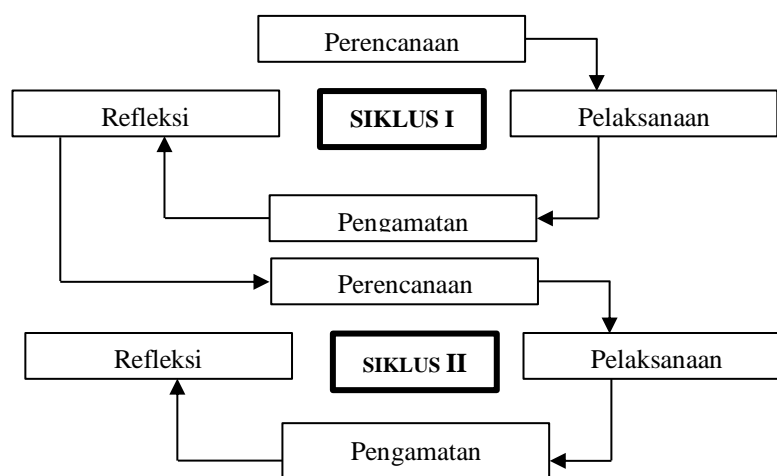 Perencanaan
Refleksi
SIKLUS I
Pelaksanaan
Pengamatan
Perencanaan
Refleksi
SIKLUS II
Pelaksanaan
Pengamatan